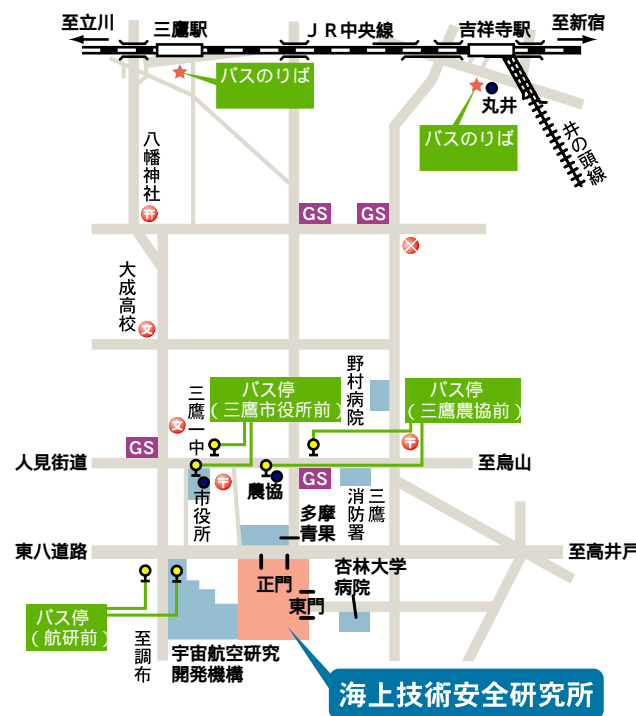 至立川
三鷹駅
ＪＲ中央線
吉祥寺駅
至新宿
バスのりば
丸井
バスのりば
井の頭線
八幡神社
GS
GS
大成高校
文
野村病院
バス停
（三鷹市役所前）
バス停
（三鷹農協前）
三鷹一中
文
GS
人見街道
至烏山
農協
GS
市役所
三鷹
消防署
多摩
青果
東八道路
至高井戸
正門
杏林大学
病院
東門
バス停
（航研前）
至調布
宇宙航空研究
開発機構
海上技術安全研究所